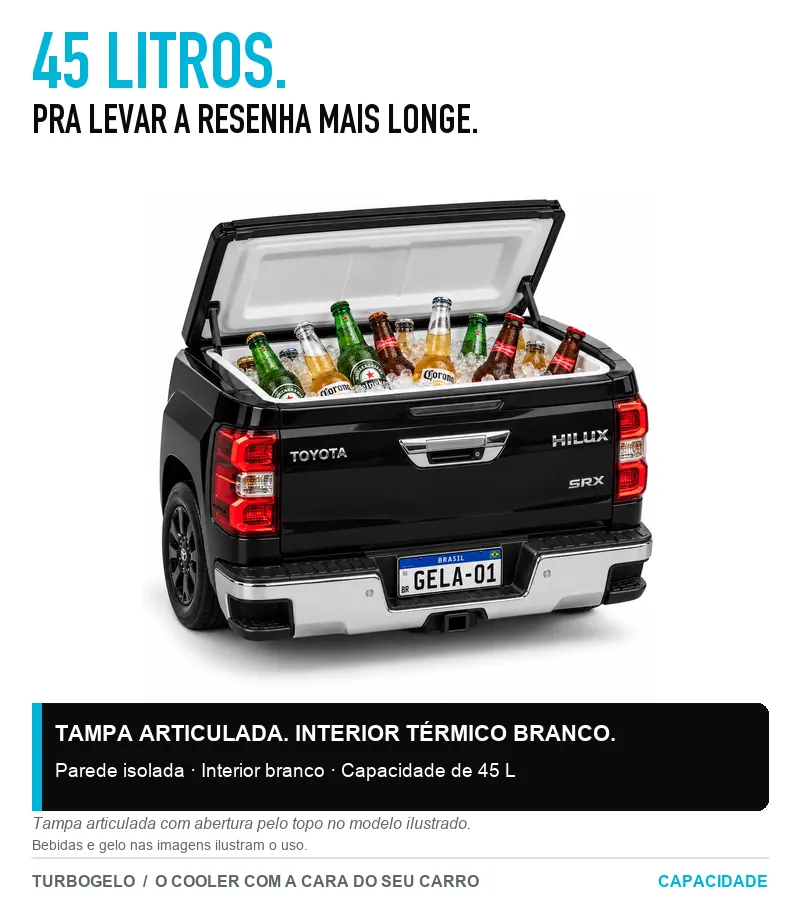 45 LITROS.
PRA LEVAR A RESENHA MAIS LONGE.
Corona
Heineken
Corona
TOYOTA
HILUX
SRX
BRASIL
BR
GELA-01
TAMPA ARTICULADA. INTERIOR TÉRMICO BRANCO.
Parede isolada · Interior branco · Capacidade de 45 L
Tampa articulada com abertura pelo topo no modelo ilustrado.
Bebidas e gelo nas imagens ilustram o uso.
TURBOGELO / O COOLER COM A CARA DO SEU CARRO
CAPACIDADE